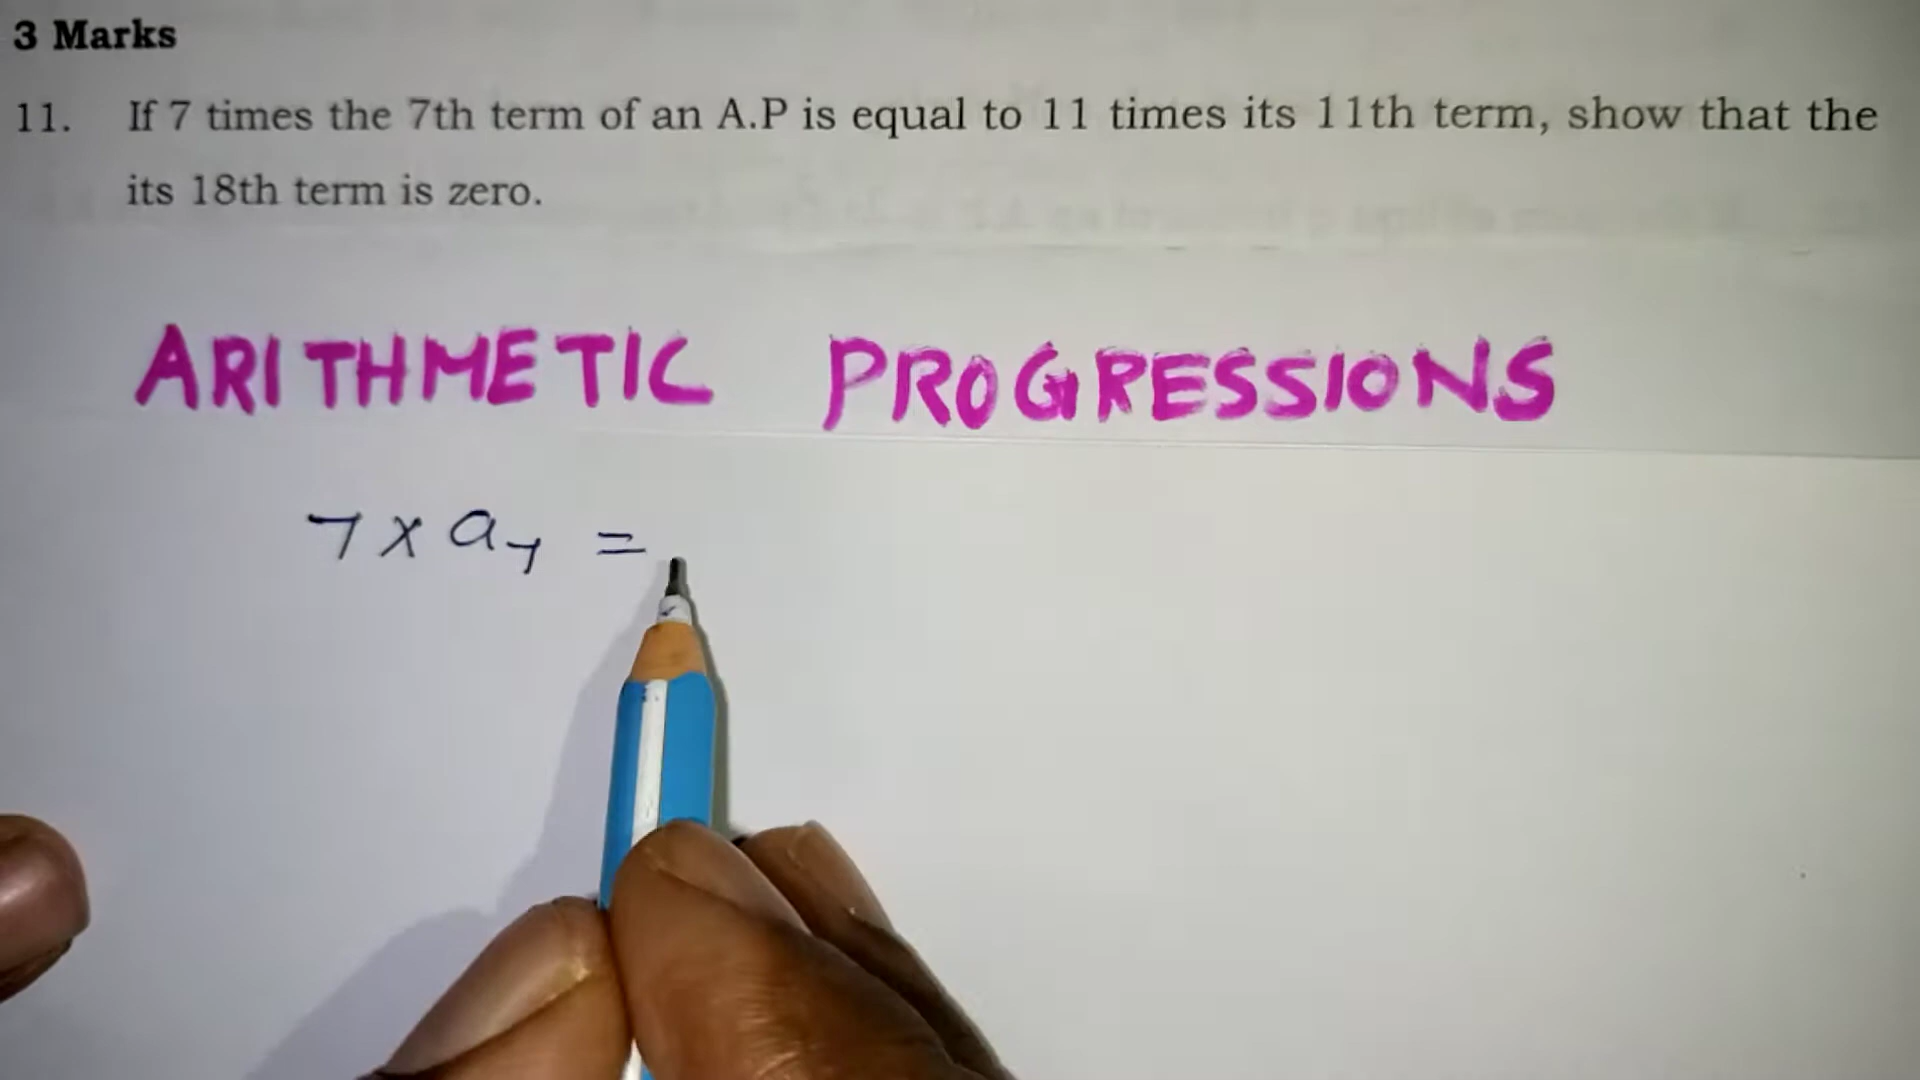 3 Marks
11. If 7 times the 7th term of an A.P is equal to 11 times its 11th term, show that the
its 18th term is zero.
ARITHMETIC PROGRESSIONS
7 × a₇ =